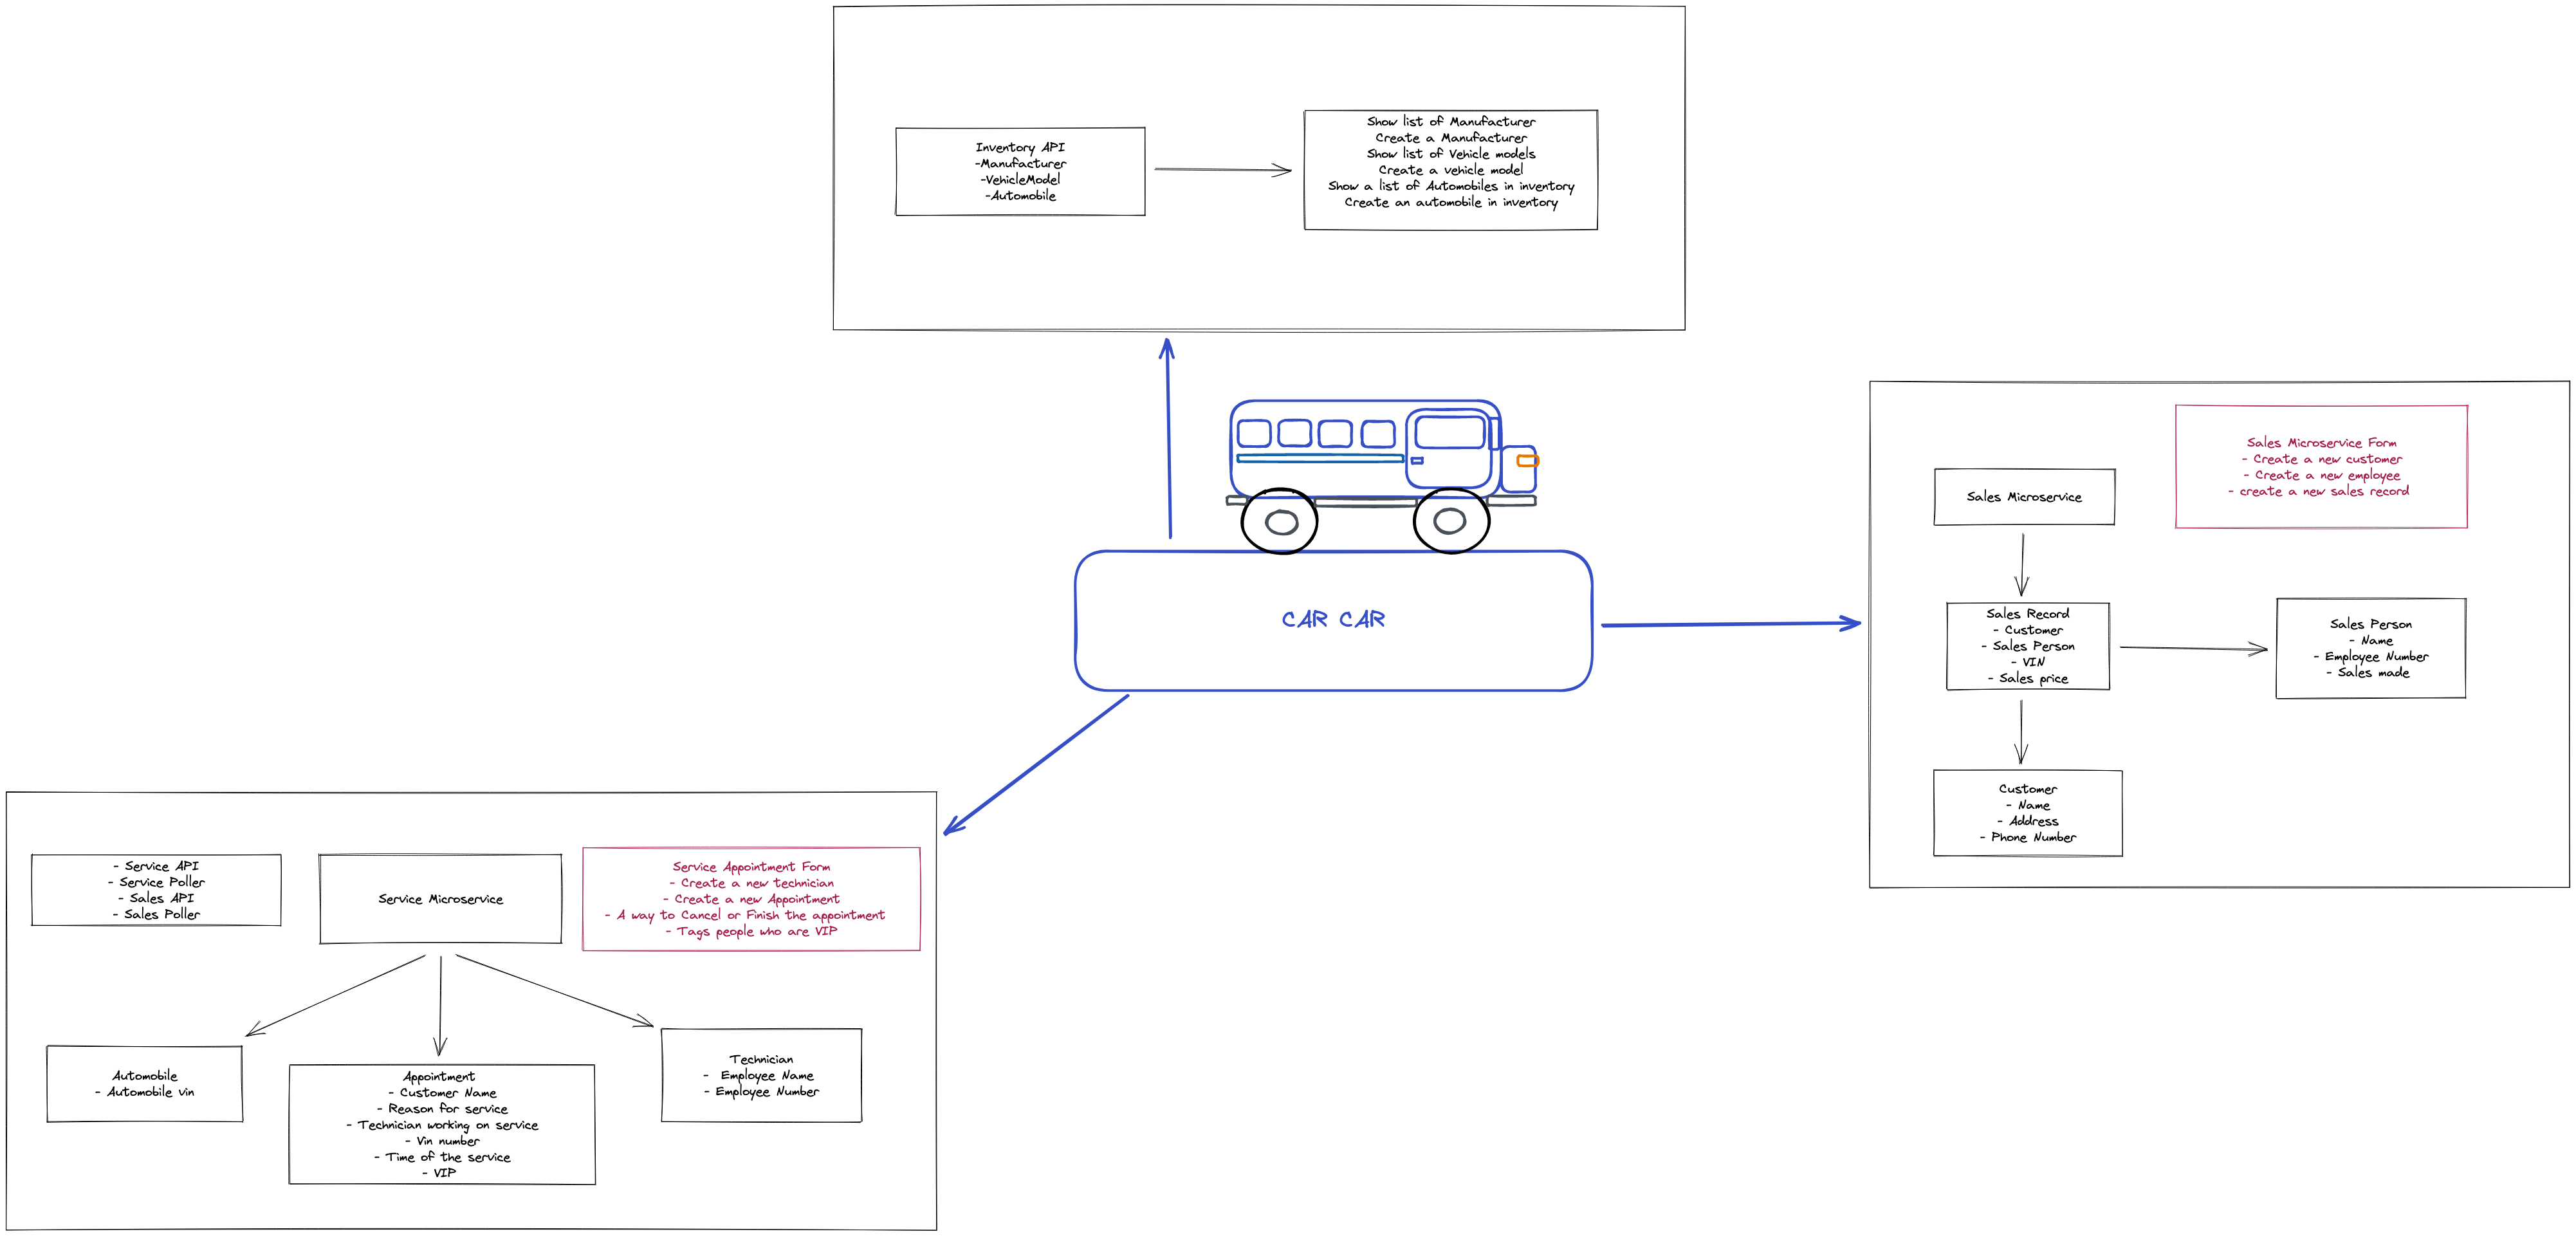 Inventory API
-Manufacturer
-VehicleModel
-Automobile
Show list of Manufacturer
Create a Manufacturer
Show list of Vehicle models
Create a vehicle model
Show a list of Automobiles in inventory
Create an automobile in inventory
CAR CAR
Sales Microservice
Sales Microservice Form
- Create a new customer
- Create a new employee
- create a new sales record
Sales Record
- Customer
- Sales Person
- VIN
- Sales price
Sales Person
- Name
- Employee Number
- Sales made
Customer
- Name
- Address
- Phone Number
- Service API
- Service Poller
- Sales API
- Sales Poller
Service Microservice
Service Appointment Form
- Create a new technician
- Create a new Appointment
- A way to Cancel or Finish the appointment
- Tags people who are VIP
Automobile
- Automobile vin
Appointment
- Customer Name
- Reason for service
- Technician working on service
- Vin number
- Time of the service
- VIP
Technician
- Employee Name
- Employee Number